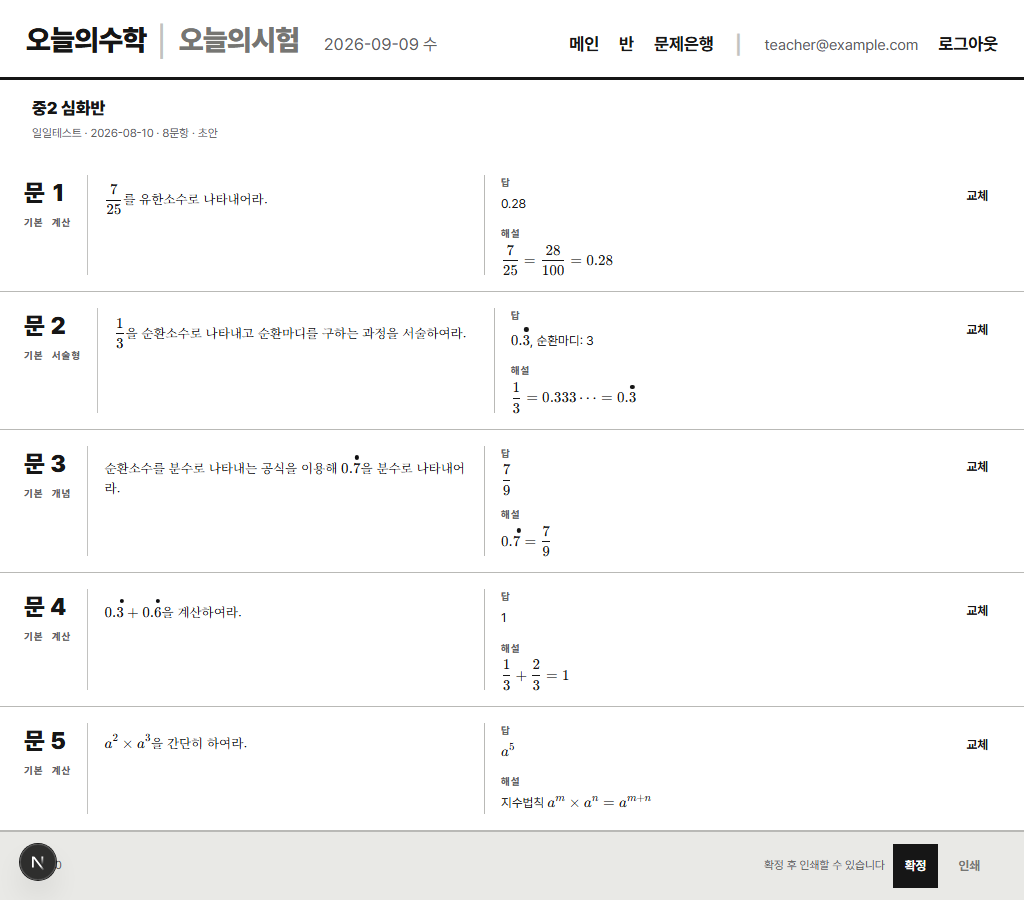 오늘의수학 | 오늘의시험 2026-09-09 수 메인 반 문제은행 | teacher@example.com 로그아웃
중2 심화반
일일테스트 · 2026-08-10 · 8문항 · 초안
문 1
기본 계산
7/25를 유한소수로 나타내어라.
답
0.28
해설
7/25 = 28/100 = 0.28
교체
문 2
기본 서술형
1/3을 순환소수로 나타내고 순환마디를 구하는 과정을 서술하여라.
답
0.3̇, 순환마디: 3
해설
1/3 = 0.333··· = 0.3̇
교체
문 3
기본 개념
순환소수를 분수로 나타내는 공식을 이용해 0.7̇을 분수로 나타내어
라.
답
7/9
해설
0.7̇ = 7/9
교체
문 4
기본 계산
0.3̇ + 0.6̇을 계산하여라.
답
1
해설
1/3 + 2/3 = 1
교체
문 5
기본 계산
a² × a³을 간단히 하여라.
답
a⁵
해설
지수법칙 aᵐ × aⁿ = aᵐ⁺ⁿ
교체
N
확정 후 인쇄할 수 있습니다 확정 인쇄